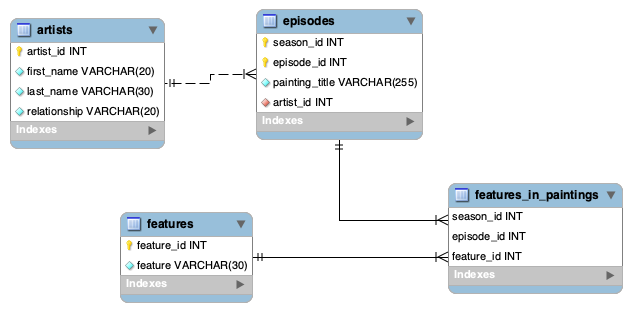 artists
artist_id INT
first_name VARCHAR(20)
last_name VARCHAR(30)
relationship VARCHAR(20)
Indexes
episodes
season_id INT
episode_id INT
painting_title VARCHAR(255)
artist_id INT
Indexes
features
feature_id INT
feature VARCHAR(30)
Indexes
features_in_paintings
season_id INT
episode_id INT
feature_id INT
Indexes